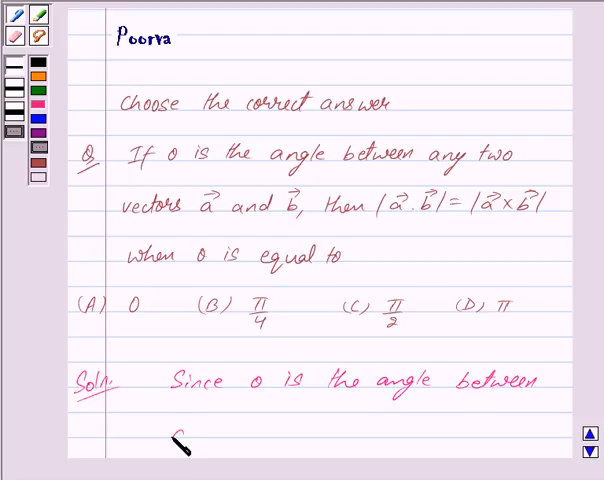 Poorva
Choose the correct answer
Q If θ is the angle between any two
vectors a⃗ and b⃗, then |a⃗ . b⃗| = |a⃗ × b⃗|
when θ is equal to
(A) 0 (B) π/4 (C) π/2 (D) π
Soln. Since θ is the angle between